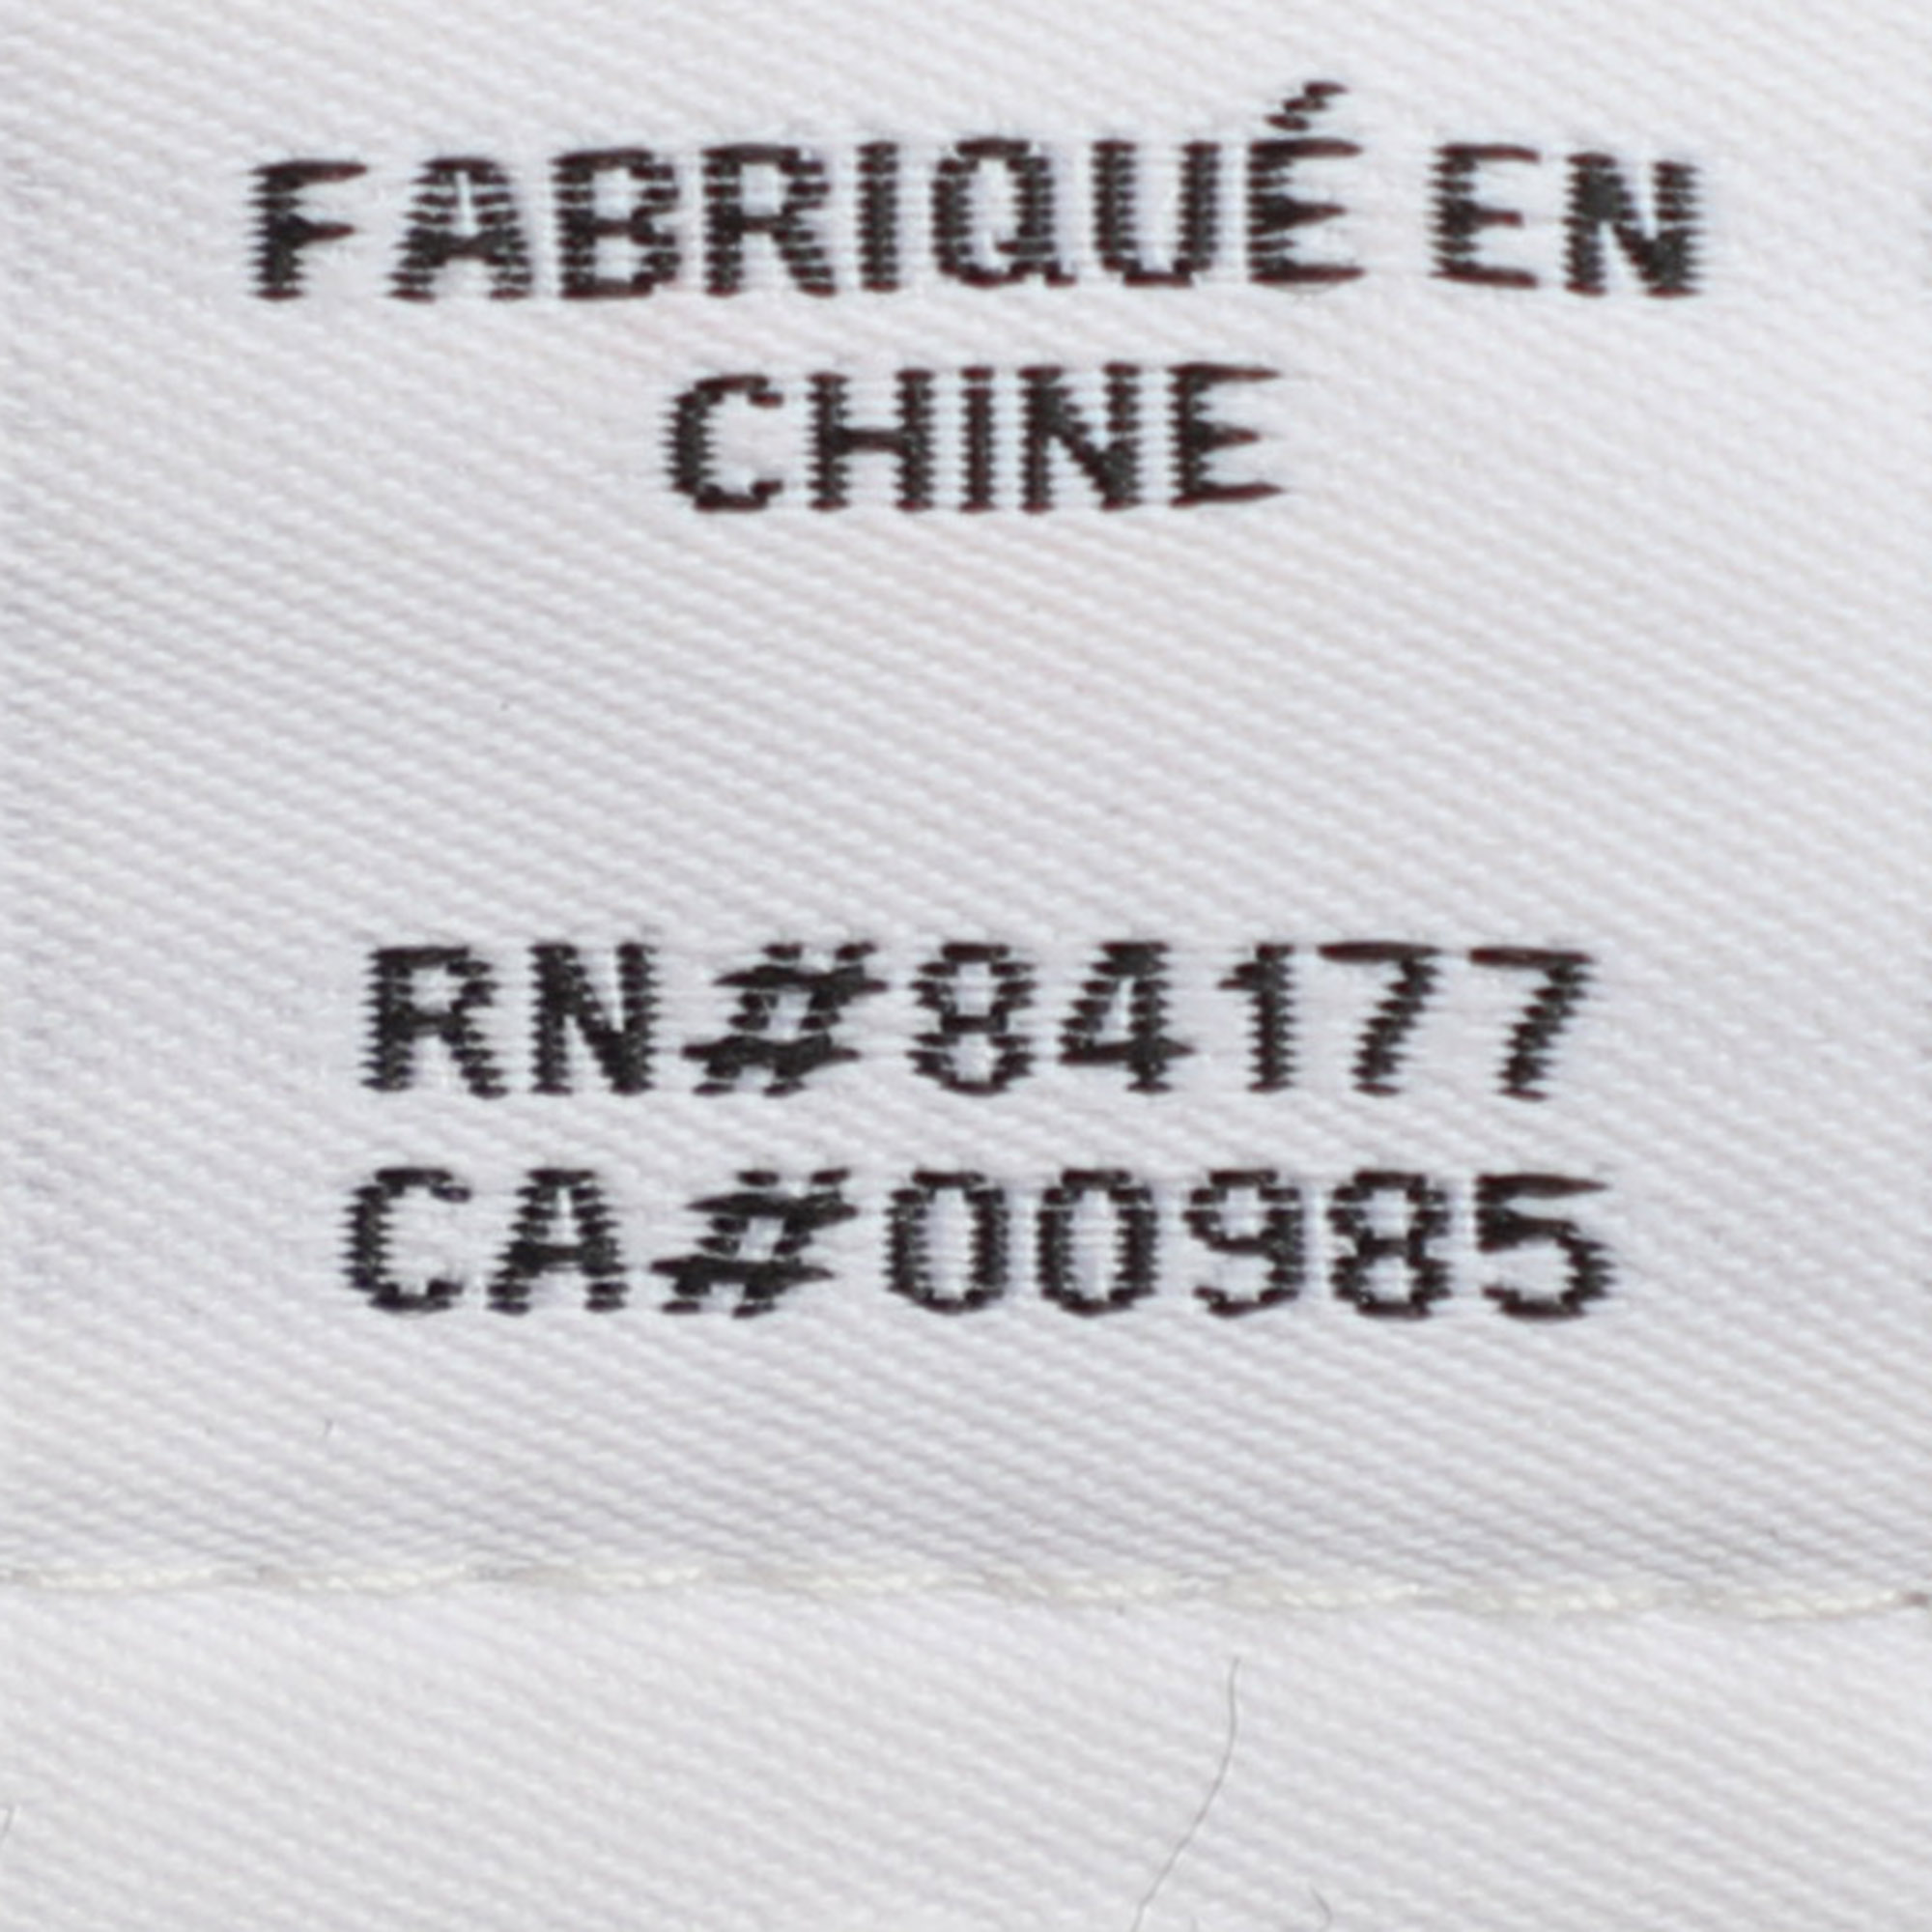 FABRIQUÉ EN
CHINE
RN#84177
CA#00985